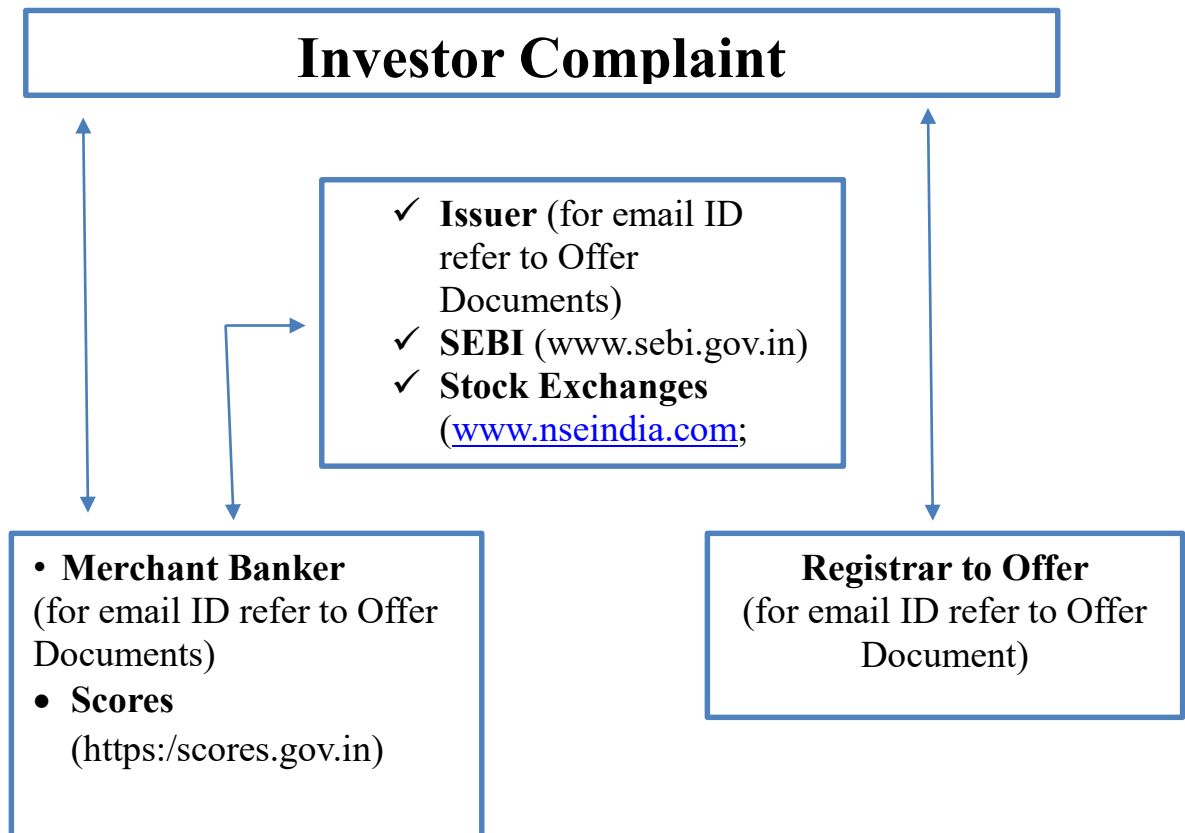 Investor Complaint
✓ Issuer (for email ID
refer to Offer
Documents)
✓ SEBI (www.sebi.gov.in)
✓ Stock Exchanges
(www.nseindia.com;
• Merchant Banker
(for email ID refer to Offer
Documents)
• Scores
(https:/scores.gov.in)
Registrar to Offer
(for email ID refer to Offer
Document)